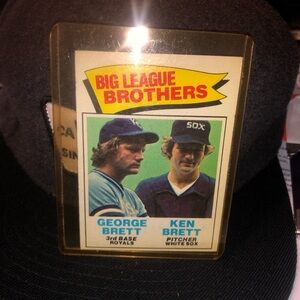 BIG LEAGUE
BROTHERS
SOX
GEORGE
BRETT
3rd BASE
ROYALS
KEN
BRETT
PITCHER
WHITE SOX